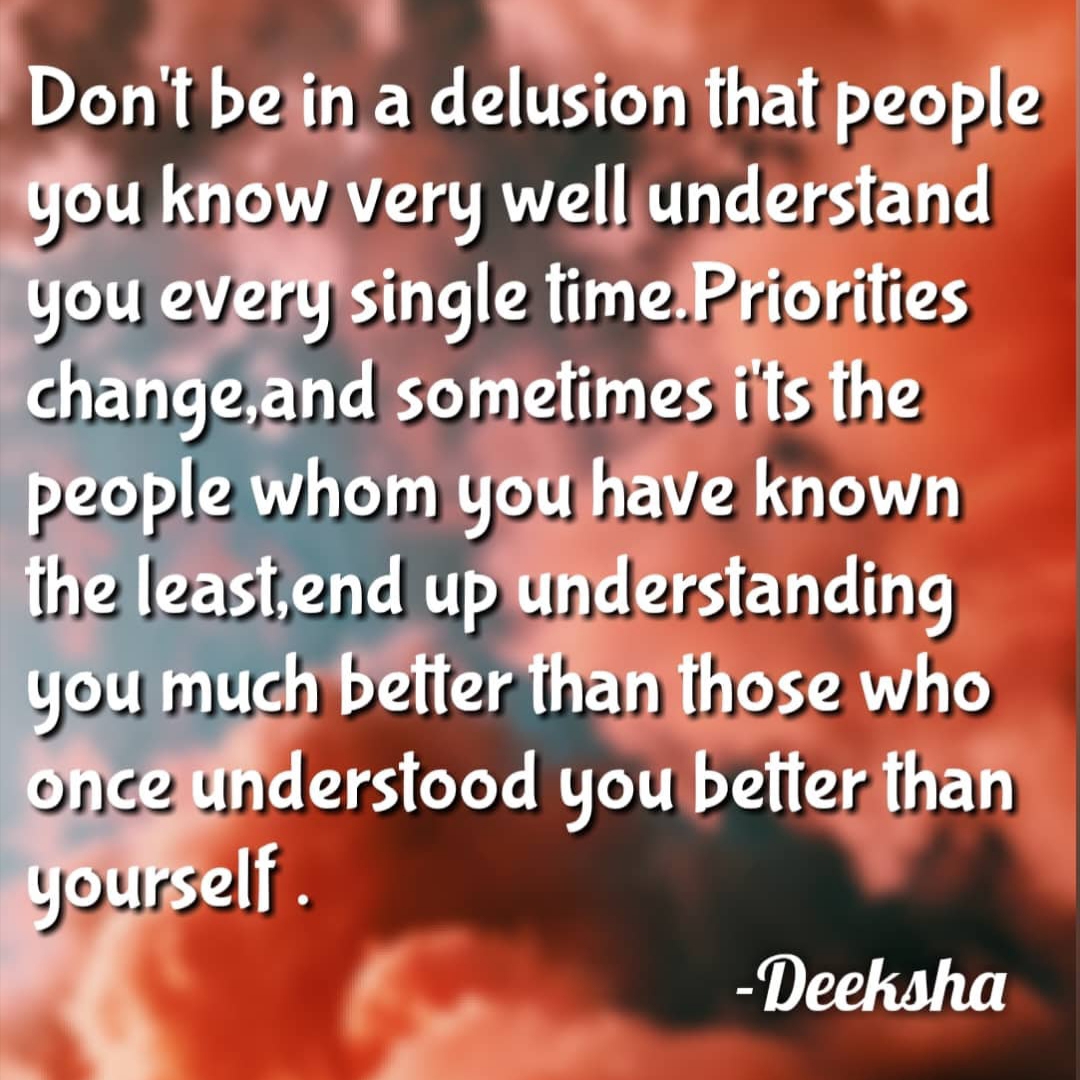 Don't be in a delusion that people
you know very well understand
you every single time.Priorities
change,and sometimes i'ts the
people whom you have known
the least,end up understanding
you much better than those who
once understood you better than
yourself .
-Deeksha